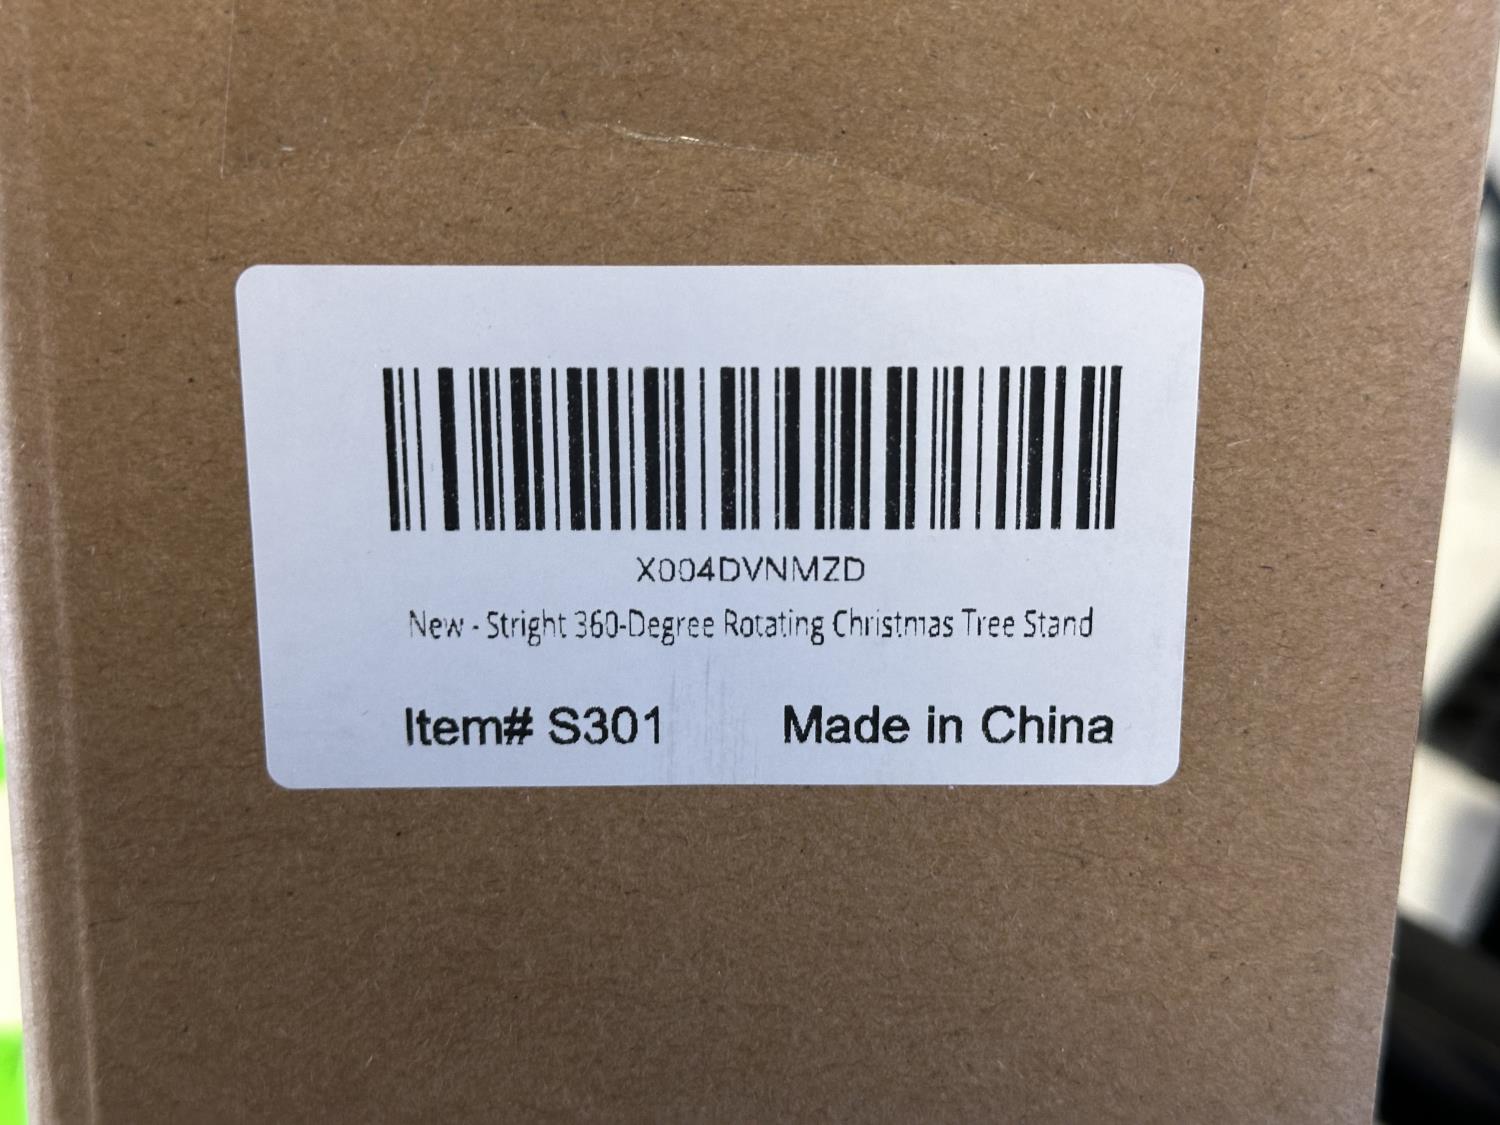 X004DVNMZD
New - Stright 360-Degree Rotating Christmas Tree Stand
Item# S301 Made in China